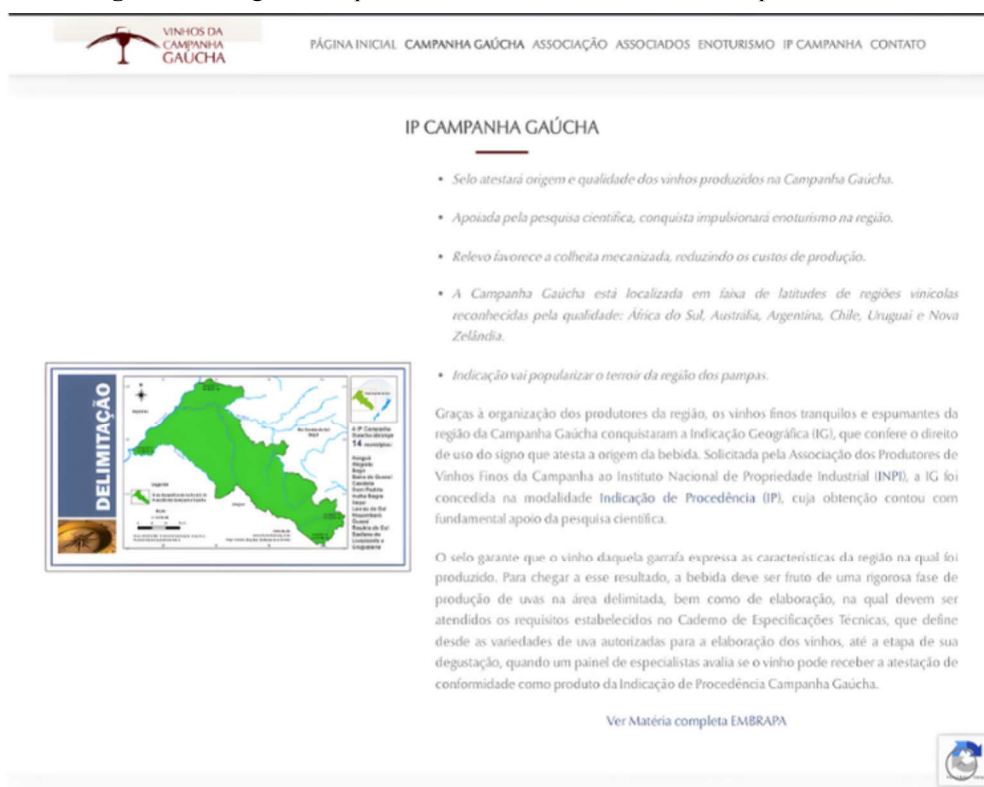 VINHOS DA
CAMPANHA
GAÚCHA
PÁGINA INICIAL CAMPANHA GAÚCHA ASSOCIAÇÃO ASSOCIADOS ENOTURISMO IP CAMPANHA CONTATO
IP CAMPANHA GAÚCHA
• Selo atestará origem e qualidade dos vinhos produzidos na Campanha Gaúcha.
• Apoiada pela pesquisa científica, conquista impulsionará enoturismo na região.
• Relevo favorece a colheita mecanizada, reduzindo os custos de produção.
• A Campanha Gaúcha está localizada em faixa de latitudes de regiões vinícolas
reconhecidas pela qualidade: África do Sul, Austrália, Argentina, Chile, Uruguai e Nova
Zelândia.
• Indicação vai popularizar o terroir da região dos pampas.
DELIMITAÇÃO
A IP Campanha
Gaúcha abrange
14 municípios:
Graças à organização dos produtores da região, os vinhos finos tranquilos e espumantes da
região da Campanha Gaúcha conquistaram a Indicação Geográfica (IG), que confere o direito
de uso do signo que atesta a origem da bebida. Solicitada pela Associação dos Produtores de
Vinhos Finos da Campanha ao Instituto Nacional de Propriedade Industrial (INPI), a IG foi
concedida na modalidade Indicação de Procedência (IP), cuja obtenção contou com
fundamental apoio da pesquisa científica.
O selo garante que o vinho daquela garrafa expressa as características da região na qual foi
produzido. Para chegar a esse resultado, a bebida deve ser fruto de uma rigorosa fase de
produção de uvas na área delimitada, bem como de elaboração, na qual devem ser
atendidos os requisitos estabelecidos no Caderno de Especificações Técnicas, que define
desde as variedades de uva autorizadas para a elaboração dos vinhos, até a etapa de sua
degustação, quando um painel de especialistas avalia se o vinho pode receber a atestação de
conformidade como produto da Indicação de Procedência Campanha Gaúcha.
Ver Matéria completa EMBRAPA